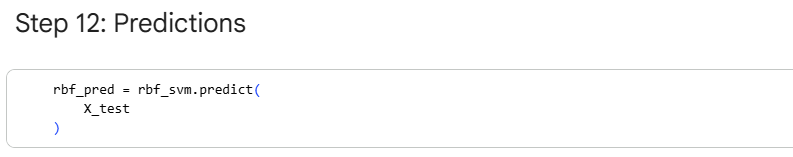 Step 12: Predictions
rbf_pred = rbf_svm.predict(
    X_test
)